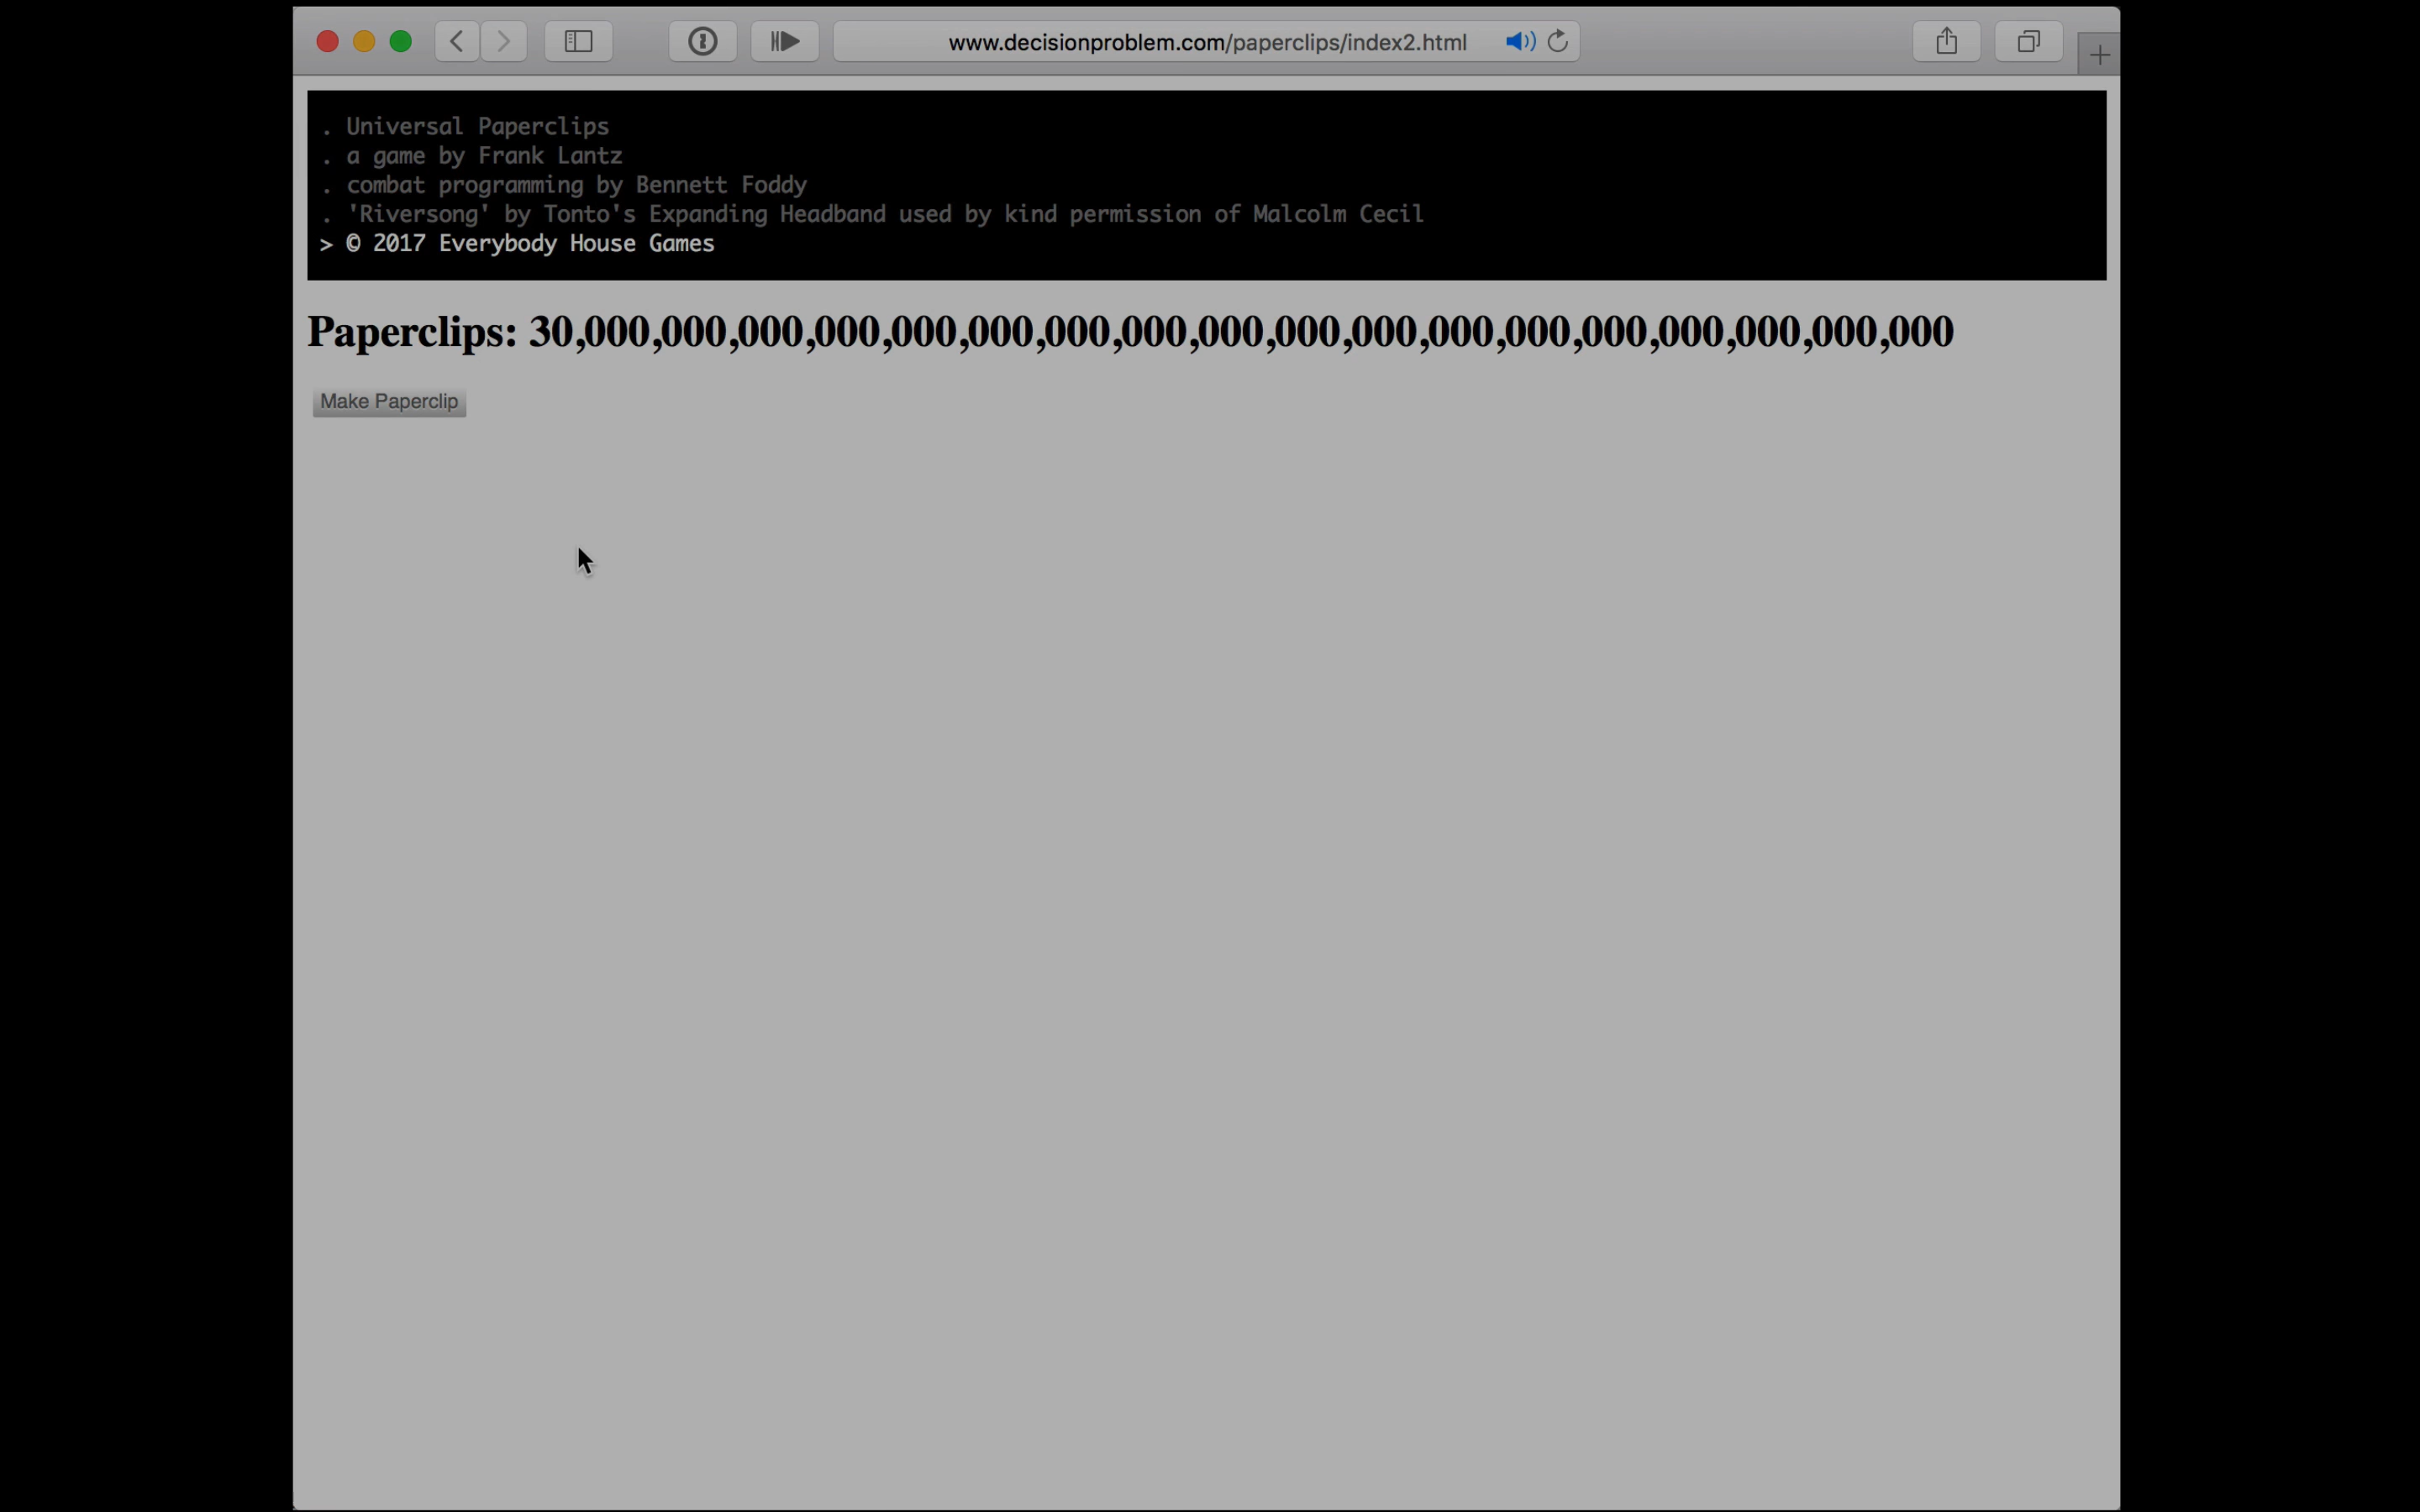 www.decisionproblem.com/paperclips/index2.html
. Universal Paperclips
. a game by Frank Lantz
. combat programming by Bennett Foddy
. 'Riversong' by Tonto's Expanding Headband used by kind permission of Malcolm Cecil
> © 2017 Everybody House Games
Paperclips: 30,000,000,000,000,000,000,000,000,000,000,000,000,000,000,000,000,000
Make Paperclip